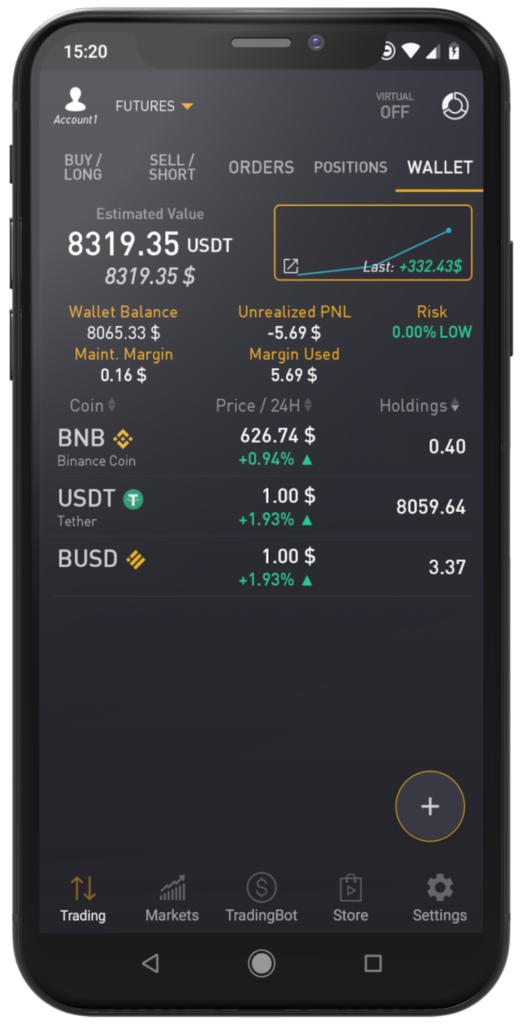 15:20
Account1
FUTURES
VIRTUAL
OFF
BUY /
LONG
SELL /
SHORT
ORDERS
POSITIONS
WALLET
Estimated Value
8319.35 USDT
8319.35 $
Last: +332.43$
Wallet Balance
8065.33 $
Unrealized PNL
-5.69 $
Risk
0.00% LOW
Maint. Margin
0.16 $
Margin Used
5.69 $
Coin
Price / 24H
Holdings
BNB
Binance Coin
626.74 $
+0.94% ▲
0.40
USDT
Tether
1.00 $
+1.93% ▲
8059.64
BUSD
1.00 $
+1.93% ▲
3.37
+
Trading
Markets
TradingBot
Store
Settings